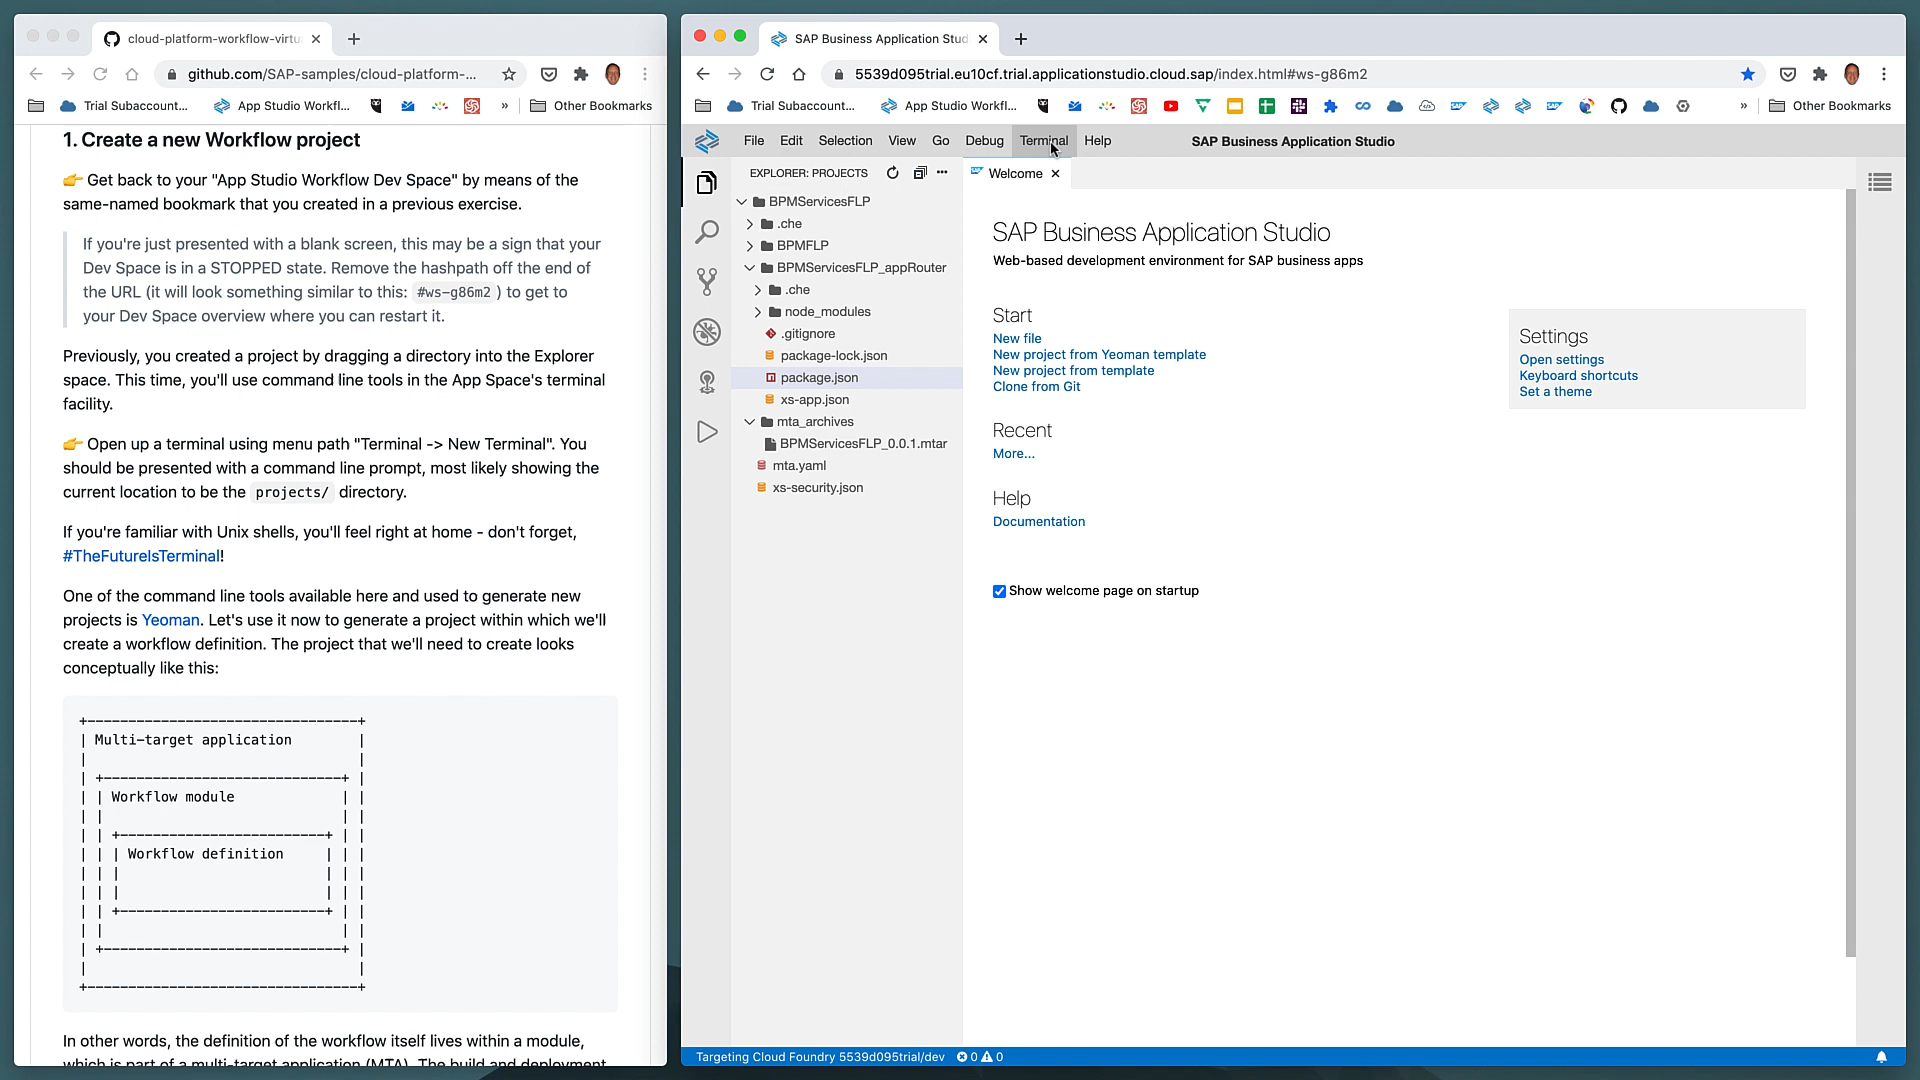 cloud-platform-workflow-virtu
github.com/SAP-samples/cloud-platform-...
Trial Subaccount...
App Studio Workfl...
»
Other Bookmarks
1. Create a new Workflow project
👉 Get back to your "App Studio Workflow Dev Space" by means of the
same-named bookmark that you created in a previous exercise.
If you're just presented with a blank screen, this may be a sign that your
Dev Space is in a STOPPED state. Remove the hashpath off the end of
the URL (it will look something similar to this: #ws-g86m2 ) to get to
your Dev Space overview where you can restart it.
Previously, you created a project by dragging a directory into the Explorer
space. This time, you'll use command line tools in the App Space's terminal
facility.
👉 Open up a terminal using menu path "Terminal -> New Terminal". You
should be presented with a command line prompt, most likely showing the
current location to be the projects/ directory.
If you're familiar with Unix shells, you'll feel right at home - don't forget,
#TheFutureIsTerminal!
One of the command line tools available here and used to generate new
projects is Yeoman. Let's use it now to generate a project within which we'll
create a workflow definition. The project that we'll need to create looks
conceptually like this:
Multi-target application
Workflow module
Workflow definition
In other words, the definition of the workflow itself lives within a module,
which is part of a multi-target application (MTA). The build and deployment
SAP Business Application Stud
5539d095trial.eu10cf.trial.applicationstudio.cloud.sap/index.html#ws-g86m2
Trial Subaccount...
App Studio Workfl...
»
Other Bookmarks
File Edit Selection View Go Debug Terminal Help
SAP Business Application Studio
EXPLORER: PROJECTS
BPMServicesFLP
.che
BPMFLP
BPMServicesFLP_appRouter
.che
node_modules
.gitignore
package-lock.json
package.json
xs-app.json
mta_archives
BPMServicesFLP_0.0.1.mtar
mta.yaml
xs-security.json
Welcome
SAP Business Application Studio
Web-based development environment for SAP business apps
Start
New file
New project from Yeoman template
New project from template
Clone from Git
Recent
More...
Help
Documentation
Show welcome page on startup
Settings
Open settings
Keyboard shortcuts
Set a theme
Targeting Cloud Foundry 5539d095trial/dev
0
0